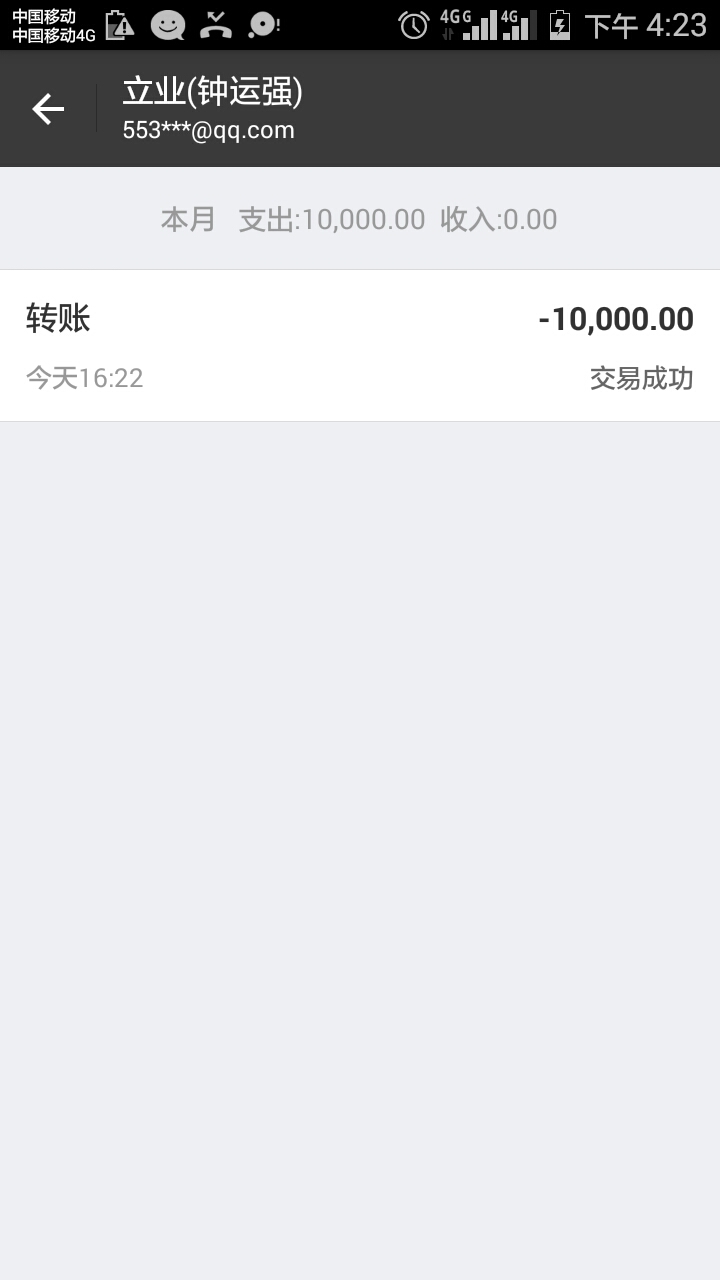 中国移动
中国移动4G
4G G 4G 下午 4:23
立业(钟运强)
553***@qq.com
本月 支出:10,000.00 收入:0.00
转账 -10,000.00
今天16:22 交易成功